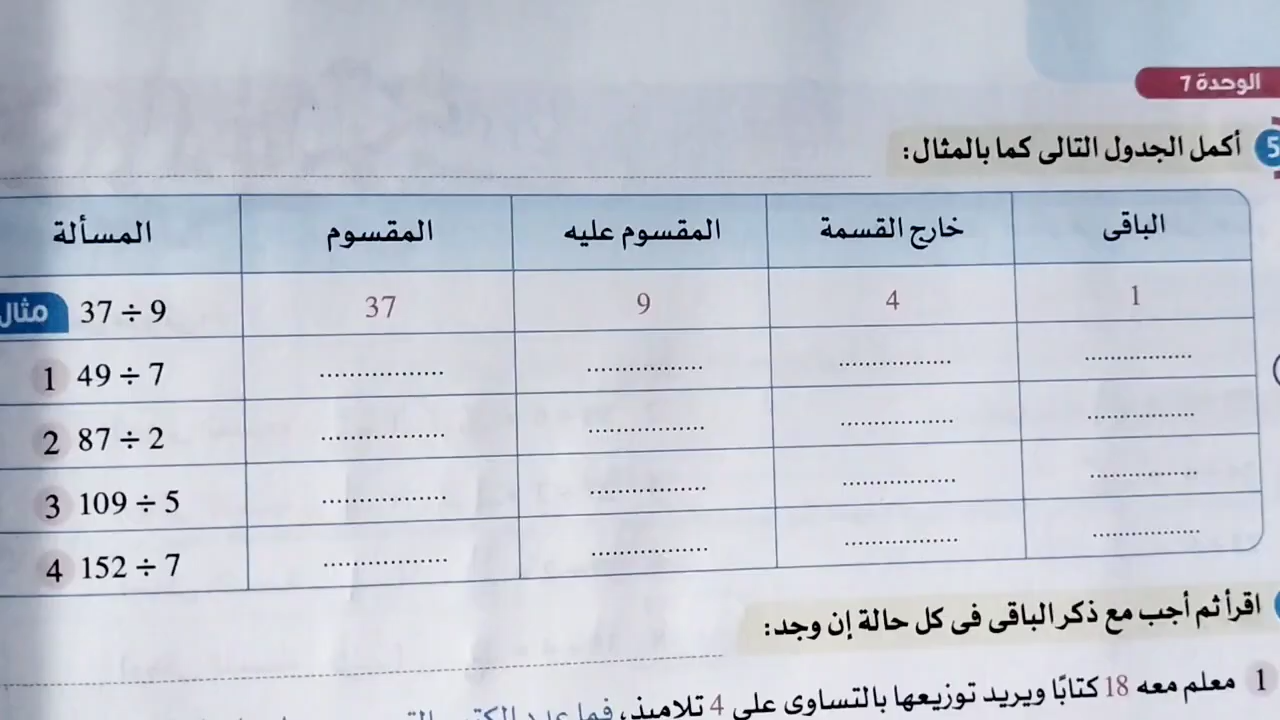 الوحدة 7
5 أكمل الجدول التالى كما بالمثال:
المسألة المقسوم المقسوم عليه خارج القسمة الباقى
مثال 37 ÷ 9 37 9 4 1
1 49 ÷ 7 .................. .................. .................. ..................
2 87 ÷ 2 .................. .................. .................. ..................
3 109 ÷ 5 .................. .................. .................. ..................
4 152 ÷ 7 .................. .................. .................. ..................
اقرأ ثم أجب مع ذكر الباقى فى كل حالة إن وجد:
1 معلم معه 18 كتابًا ويريد توزيعها بالتساوى على 4 تلاميذ، فما عدد الكتب